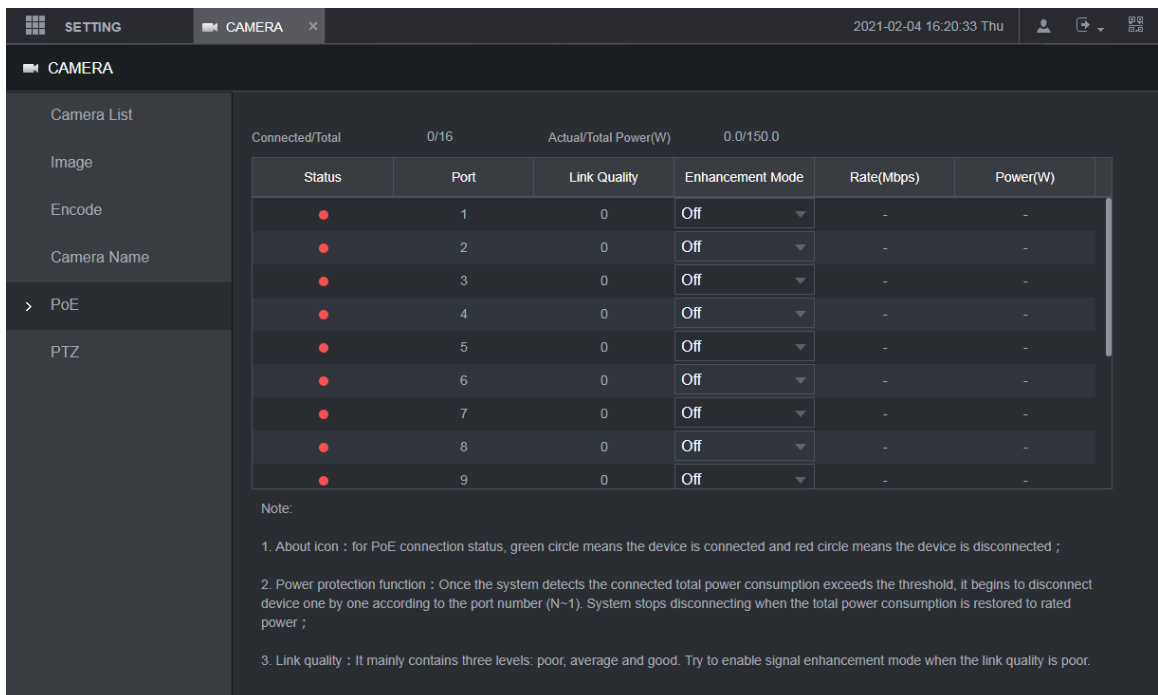 SETTING CAMERA × 2021-02-04 16:20:33 Thu
CAMERA
Camera List
Image
Encode
Camera Name
PoE
PTZ
Connected/Total 0/16 Actual/Total Power(W) 0.0/150.0
Status Port Link Quality Enhancement Mode Rate(Mbps) Power(W)
1 0 Off - -
2 0 Off - -
3 0 Off - -
4 0 Off - -
5 0 Off - -
6 0 Off - -
7 0 Off - -
8 0 Off - -
9 0 Off - -
Note:
1. About icon：for PoE connection status, green circle means the device is connected and red circle means the device is disconnected；
2. Power protection function：Once the system detects the connected total power consumption exceeds the threshold, it begins to disconnect
device one by one according to the port number (N~1). System stops disconnecting when the total power consumption is restored to rated
power；
3. Link quality：It mainly contains three levels: poor, average and good. Try to enable signal enhancement mode when the link quality is poor.